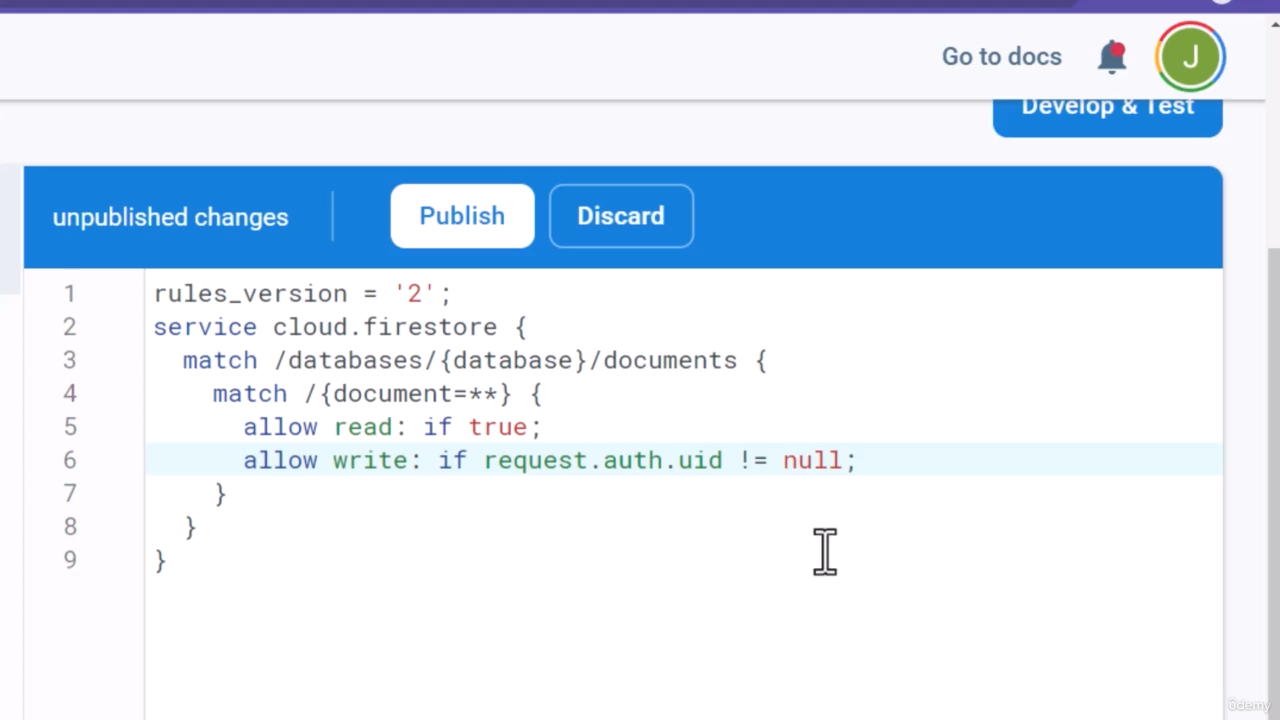 Go to docs
J
Develop & Test
unpublished changes
Publish
Discard
1 rules_version = '2';
2 service cloud.firestore {
3 match /databases/{database}/documents {
4 match /{document=**} {
5 allow read: if true;
6 allow write: if request.auth.uid != null;
7 }
8 }
9 }
ûdemy